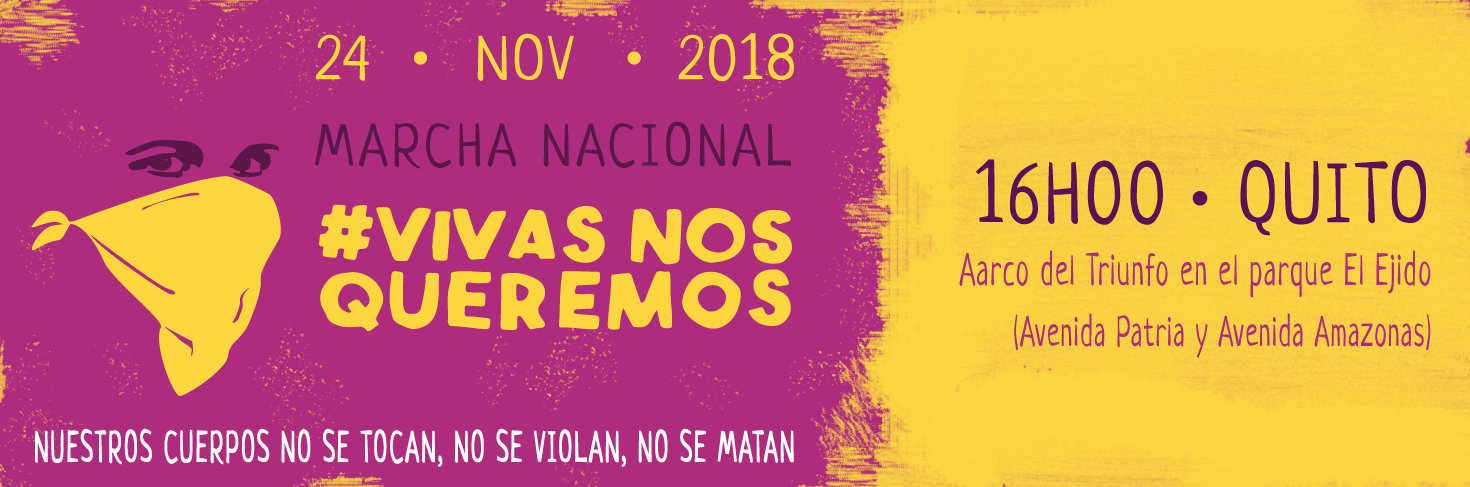 24 • NOV • 2018
MARCHA NACIONAL
#VIVAS NOS
QUEREMOS
NUESTROS CUERPOS NO SE TOCAN, NO SE VIOLAN, NO SE MATAN
16H00 • QUITO
Aarco del Triunfo en el parque El Ejido
(Avenida Patria y Avenida Amazonas)